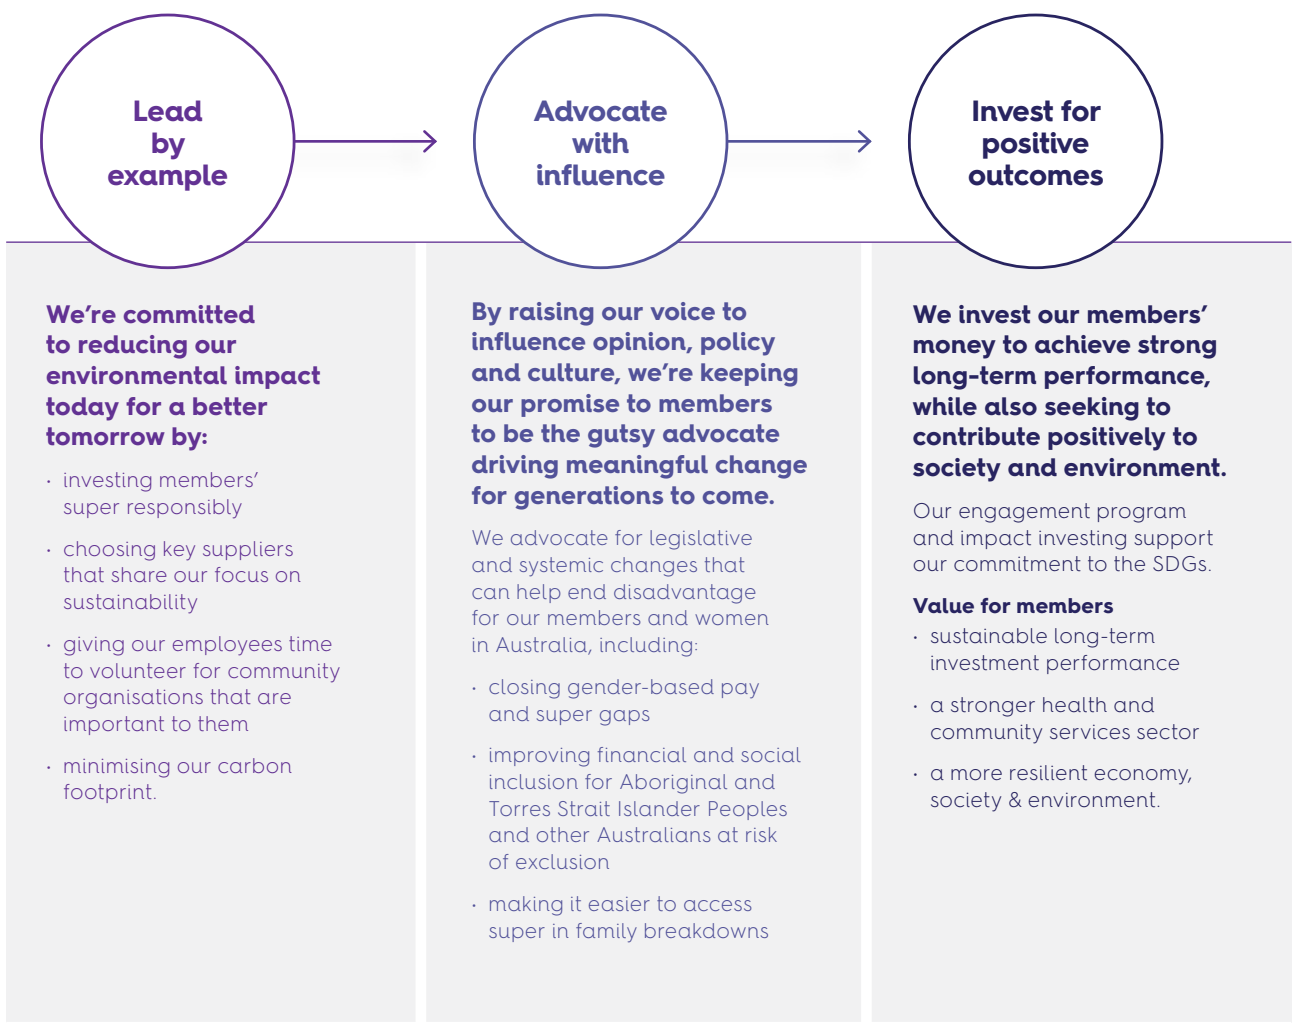 Lead
by
example
Advocate
with
influence
Invest for
positive
outcomes
We're committed
to reducing our
environmental impact
today for a better
tomorrow by:
· investing members'
super responsibly
· choosing key suppliers
that share our focus on
sustainability
· giving our employees time
to volunteer for community
organisations that are
important to them
· minimising our carbon
footprint.
By raising our voice to
influence opinion, policy
and culture, we're keeping
our promise to members
to be the gutsy advocate
driving meaningful change
for generations to come.
We advocate for legislative
and systemic changes that
can help end disadvantage
for our members and women
in Australia, including:
· closing gender-based pay
and super gaps
· improving financial and social
inclusion for Aboriginal and
Torres Strait Islander Peoples
and other Australians at risk
of exclusion
· making it easier to access
super in family breakdowns
We invest our members'
money to achieve strong
long-term performance,
while also seeking to
contribute positively to
society and environment.
Our engagement program
and impact investing support
our commitment to the SDGs.
Value for members
· sustainable long-term
investment performance
· a stronger health and
community services sector
· a more resilient economy,
society & environment.